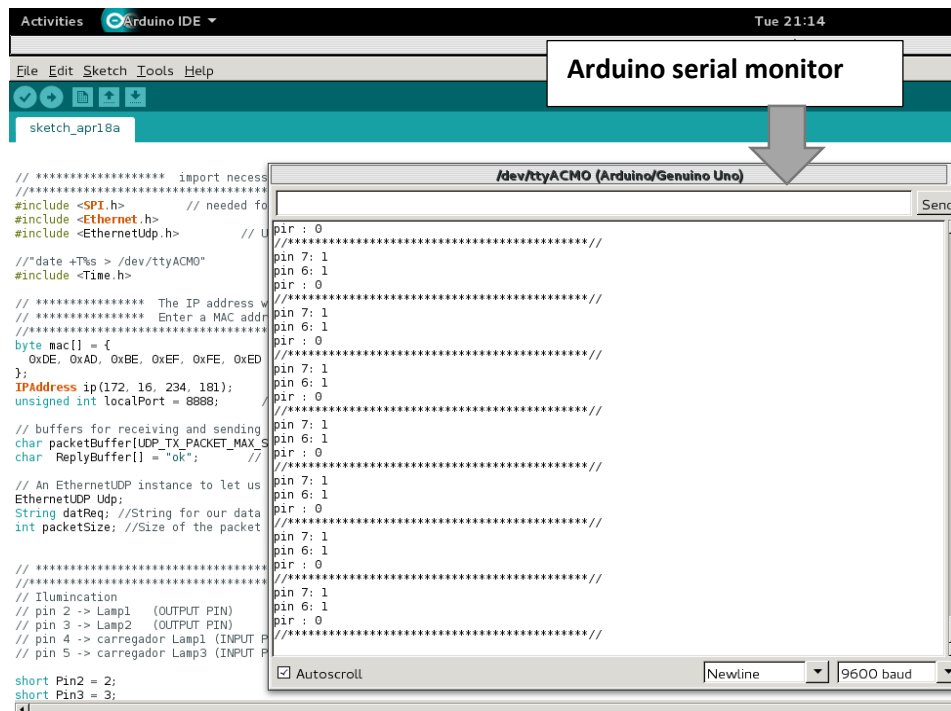 Activities Arduino IDE Tue 21:14
File Edit Sketch Tools Help
Arduino serial monitor
sketch_apr18a
// ******************* import necess
//***********************************
#include <SPI.h> // needed fo
#include <Ethernet.h>
#include <EthernetUdp.h> // U
//"date +T%s > /dev/ttyACM0"
#include <Time.h>
// **************** The IP address w
// **************** Enter a MAC addr
//***********************************
byte mac[] = {
0xDE, 0xAD, 0xBE, 0xEF, 0xFE, 0xED
};
IPAddress ip(172, 16, 234, 181);
unsigned int localPort = 8888; /
// buffers for receiving and sending
char packetBuffer[UDP_TX_PACKET_MAX_S
char ReplyBuffer[] = "ok"; //
// An EthernetUDP instance to let us
EthernetUDP Udp;
String datReq; //String for our data
int packetSize; //Size of the packet
// **********************************
//***********************************
// Ilumincation
// pin 2 -> Lamp1 (OUTPUT PIN)
// pin 3 -> Lamp2 (OUTPUT PIN)
// pin 4 -> carregador Lamp1 (INPUT P
// pin 5 -> carregador Lamp3 (INPUT P
short Pin2 = 2;
short Pin3 = 3;
/dev/ttyACM0 (Arduino/Genuino Uno)
Send
pir : 0
//********************************************//
pin 7: 1
pin 6: 1
pir : 0
//********************************************//
pin 7: 1
pin 6: 1
pir : 0
//********************************************//
pin 7: 1
pin 6: 1
pir : 0
//********************************************//
pin 7: 1
pin 6: 1
pir : 0
//********************************************//
pin 7: 1
pin 6: 1
pir : 0
//********************************************//
pin 7: 1
pin 6: 1
pir : 0
//********************************************//
pin 7: 1
pin 6: 1
pir : 0
//********************************************//
Autoscroll Newline 9600 baud